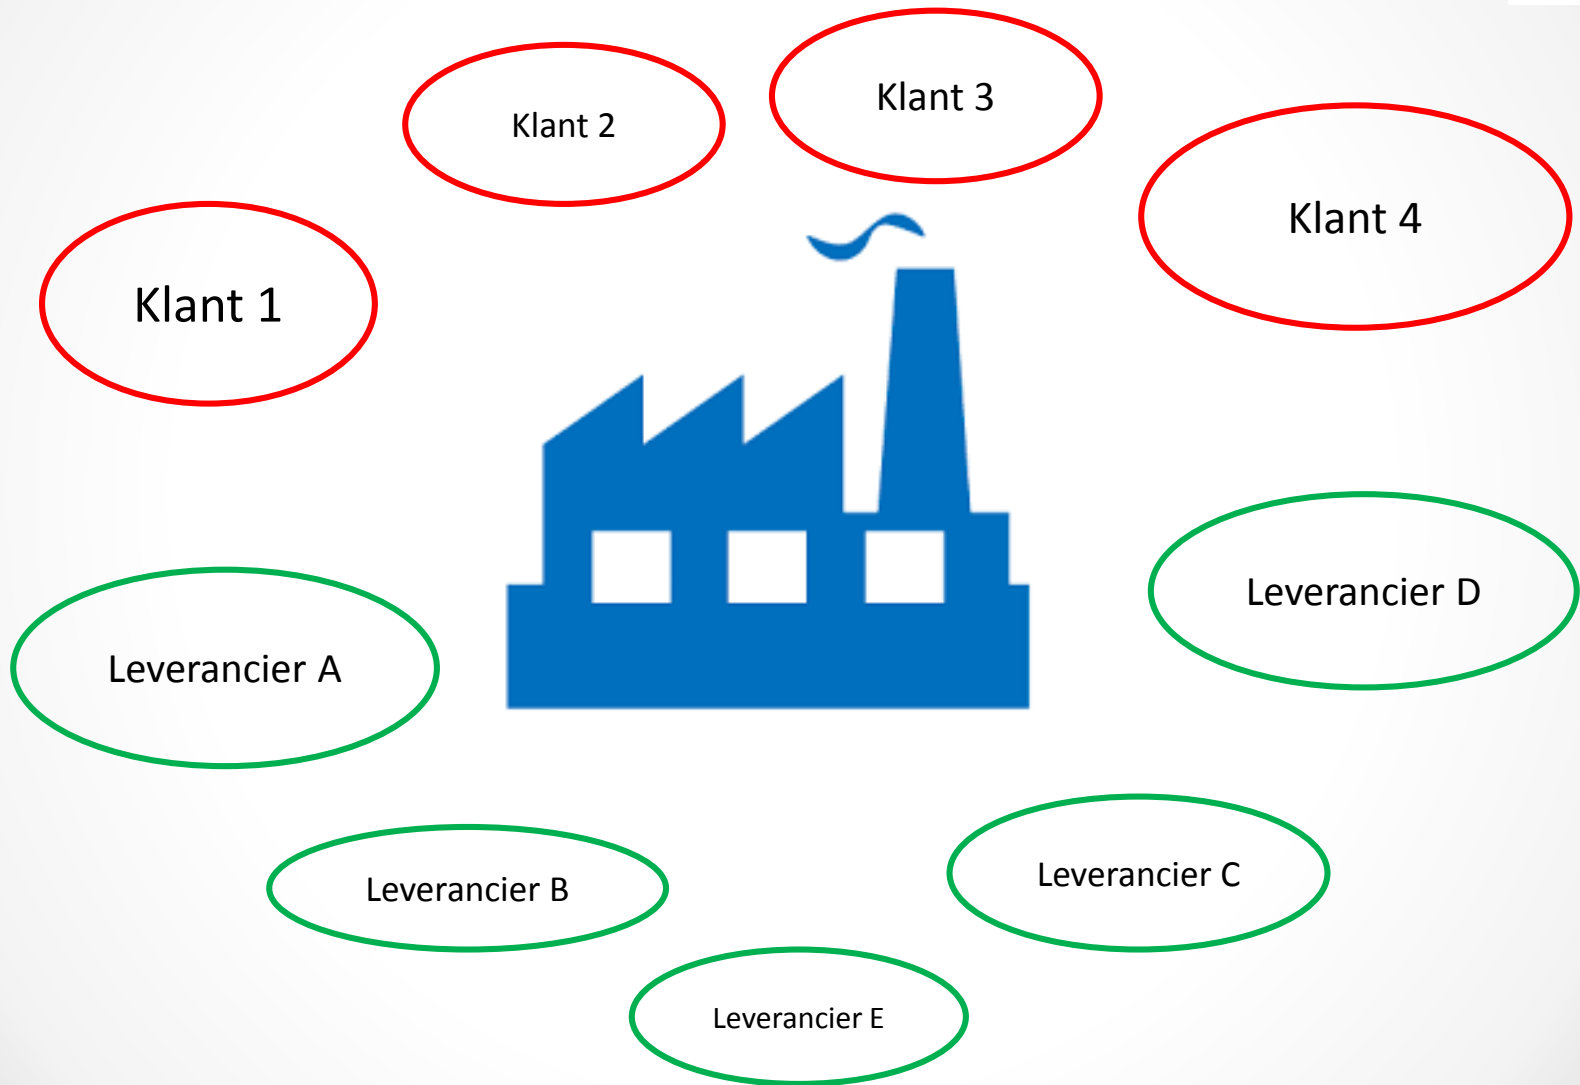 Klant 3
Klant 2
Klant 4
Klant 1
Leverancier D
Leverancier A
Leverancier C
Leverancier B
Leverancier E